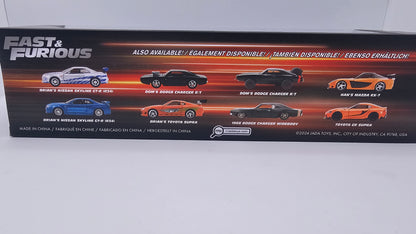 FAST & FURIOUS
ALSO AVAILABLE! / EGALEMENT DISPONIBLE! / ¡TAMBIEN DISPONIBLE! / EBENSO ERHÄLTLICH!
BRIAN'S NISSAN SKYLINE GT-R (R34)
DOM'S DODGE CHARGER R/T
DOM'S DODGE CHARGER R/T
HAN'S MAZDA RX-7
BRIAN'S NISSAN SKYLINE GT-R (R34)
BRIAN'S TOYOTA SUPRA
1968 DODGE CHARGER WIDEBODY
TOYOTA GR SUPRA
MADE IN CHINA / FABRIQUÉ EN CHINE / FABRICADO EN CHINA / HERGESTELLT IN CHINA
©2024 JADA TOYS, INC., CITY OF INDUSTRY, CA 91748, USA